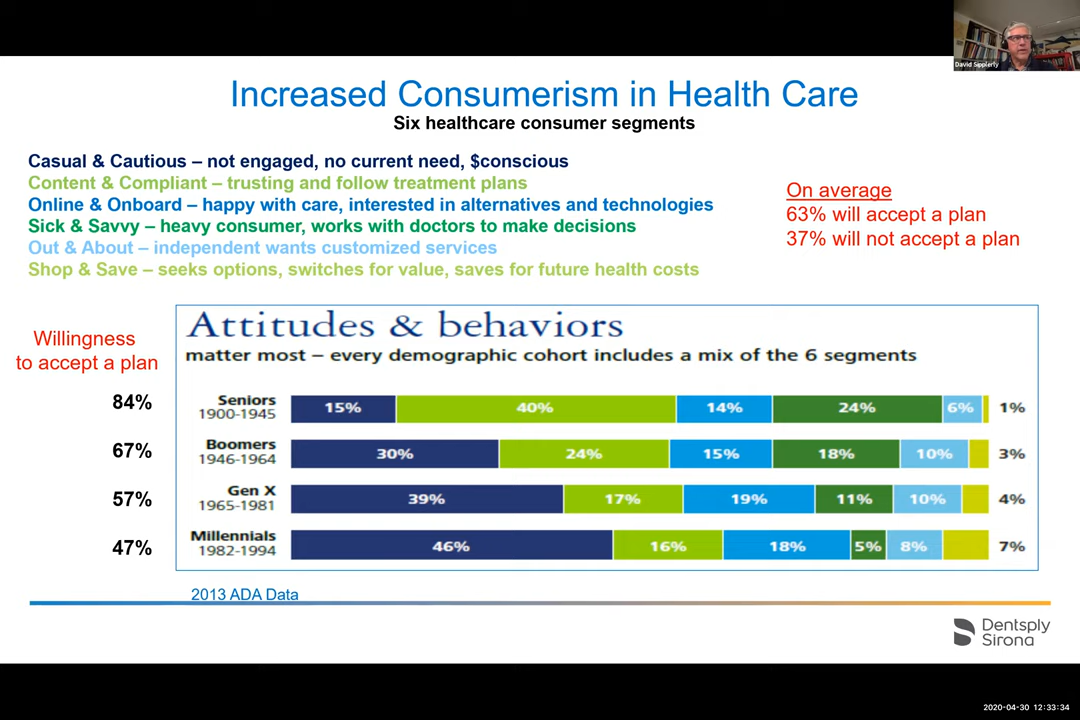 David Sipplerly
Increased Consumerism in Health Care
Six healthcare consumer segments
Casual & Cautious – not engaged, no current need, $conscious
Content & Compliant – trusting and follow treatment plans
Online & Onboard – happy with care, interested in alternatives and technologies
Sick & Savvy – heavy consumer, works with doctors to make decisions
Out & About – independent wants customized services
Shop & Save – seeks options, switches for value, saves for future health costs
On average
63% will accept a plan
37% will not accept a plan
Willingness
to accept a plan
Attitudes & behaviors
matter most – every demographic cohort includes a mix of the 6 segments
84% Seniors 1900-1945 15% 40% 14% 24% 6% 1%
67% Boomers 1946-1964 30% 24% 15% 18% 10% 3%
57% Gen X 1965-1981 39% 17% 19% 11% 10% 4%
47% Millennials 1982-1994 46% 16% 18% 5% 8% 7%
2013 ADA Data
Dentsply
Sirona
2020-04-30 12:33:34